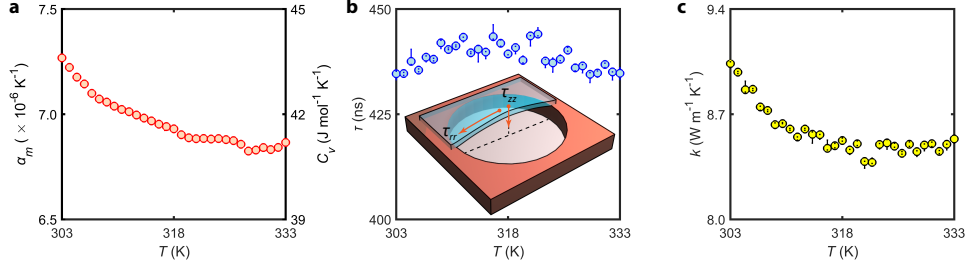 a
7.5
7.0
6.5
α_m (× 10⁻⁶ K⁻¹)
45
42
39
C_v (J mol⁻¹ K⁻¹)
303
318
333
T (K)
b
450
425
400
τ (ns)
τ_zz
τ_rr
303
318
333
T (K)
c
9.4
8.7
8.0
k (W m⁻¹ K⁻¹)
303
318
333
T (K)